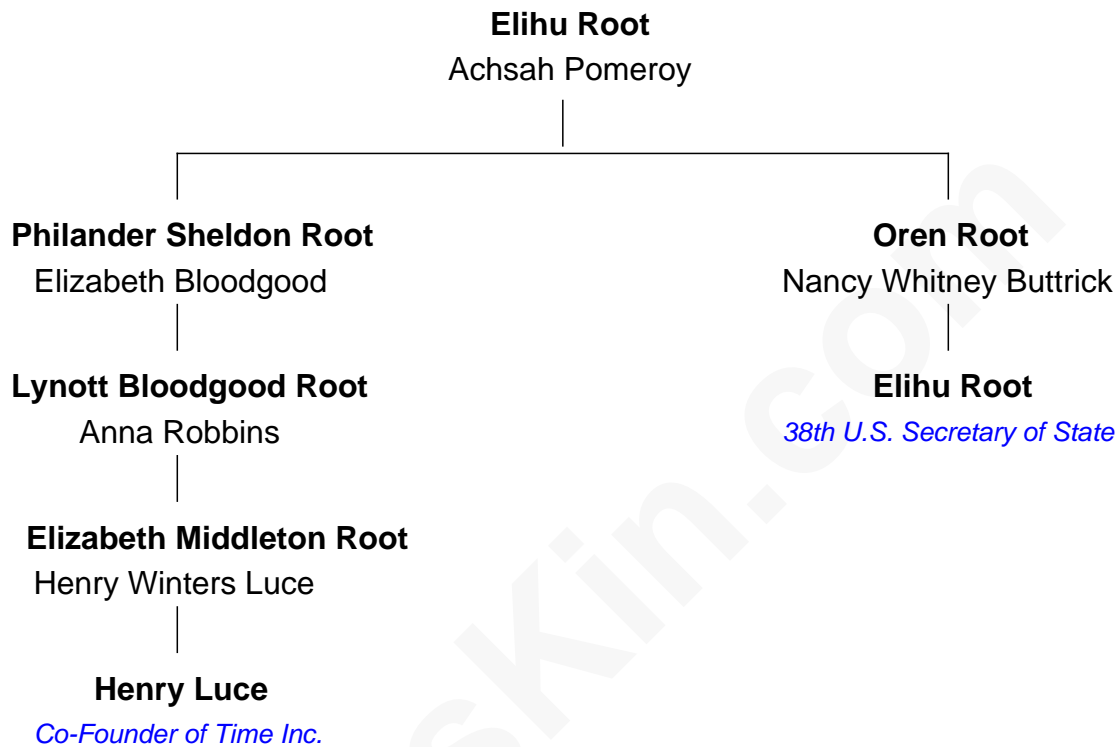 Elihu Root
Achsah Pomeroy
Philander Sheldon Root
Elizabeth Bloodgood
Oren Root
Nancy Whitney Buttrick
Lynott Bloodgood Root
Anna Robbins
Elihu Root
38th U.S. Secretary of State
Elizabeth Middleton Root
Henry Winters Luce
Henry Luce
Co-Founder of Time Inc.
sKin.com